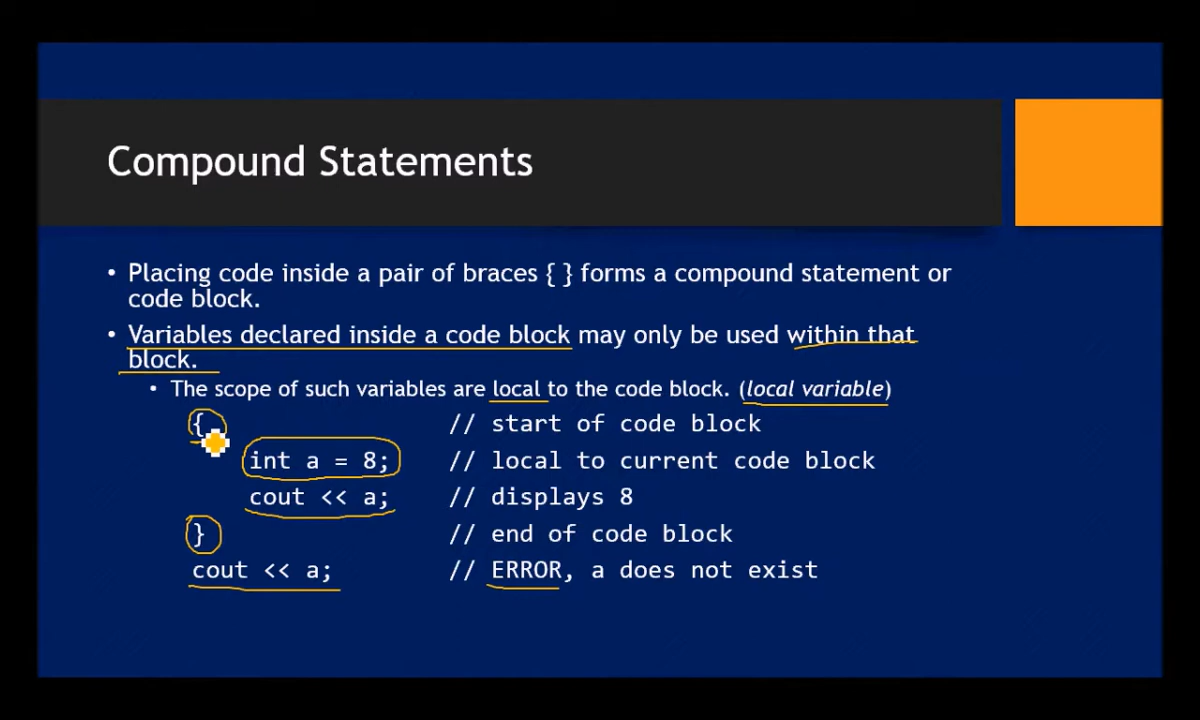 Compound Statements
• Placing code inside a pair of braces { } forms a compound statement or
code block.
• Variables declared inside a code block may only be used within that
block.
• The scope of such variables are local to the code block. (local variable)
{ // start of code block
int a = 8; // local to current code block
cout << a; // displays 8
} // end of code block
cout << a; // ERROR, a does not exist